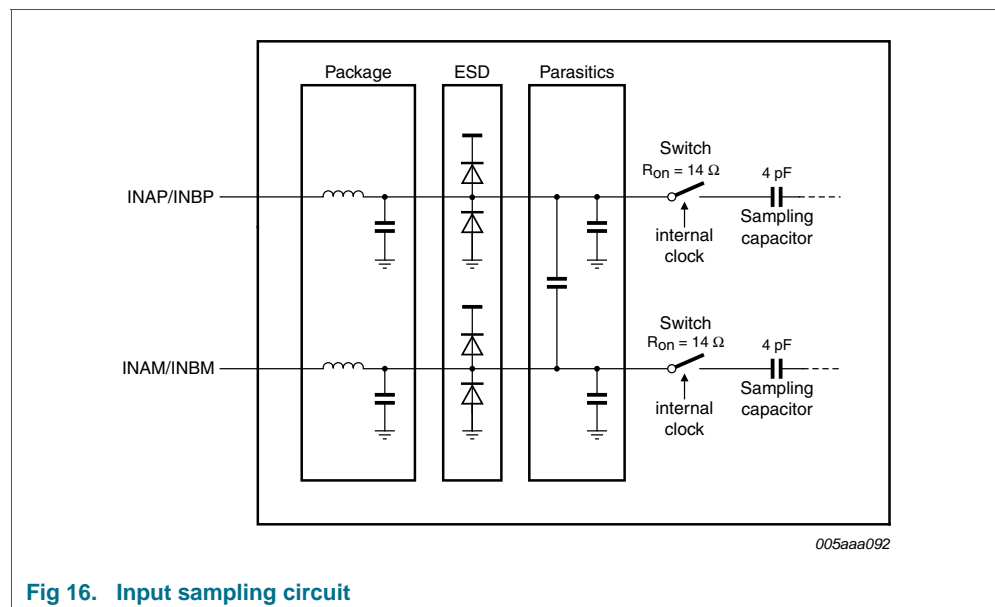 Package
ESD
Parasitics
Switch
Ron = 14 Ω
4 pF
INAP/INBP
internal
clock
Sampling
capacitor
Switch
Ron = 14 Ω
4 pF
INAM/INBM
internal
clock
Sampling
capacitor
005aaa092
Fig 16. Input sampling circuit